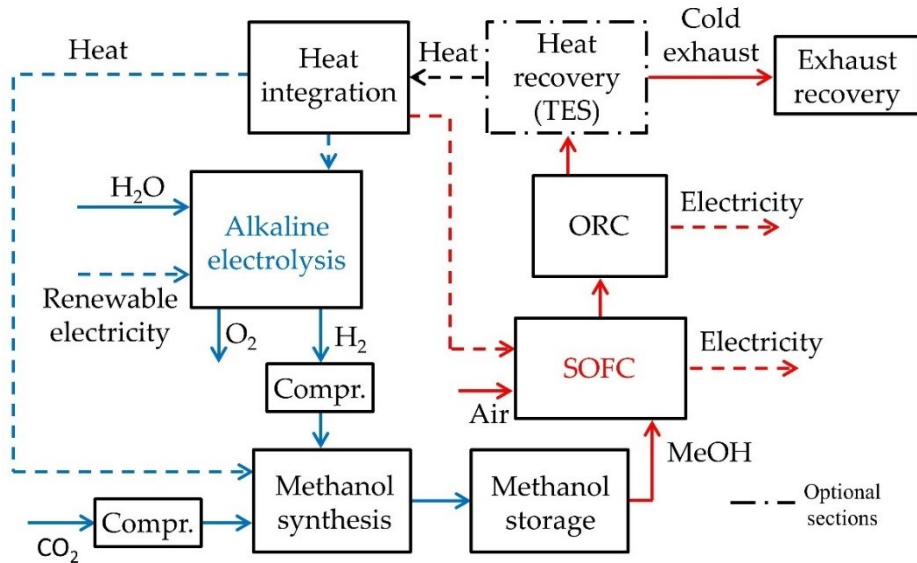 Heat
Heat
integration
Heat
Heat
recovery
(TES)
Cold
exhaust
Exhaust
recovery
H₂O
Alkaline
electrolysis
Renewable
electricity
O₂
H₂
ORC
Electricity
Compr.
SOFC
Electricity
Air
MeOH
Methanol
synthesis
Methanol
storage
Optional
sections
CO₂
Compr.